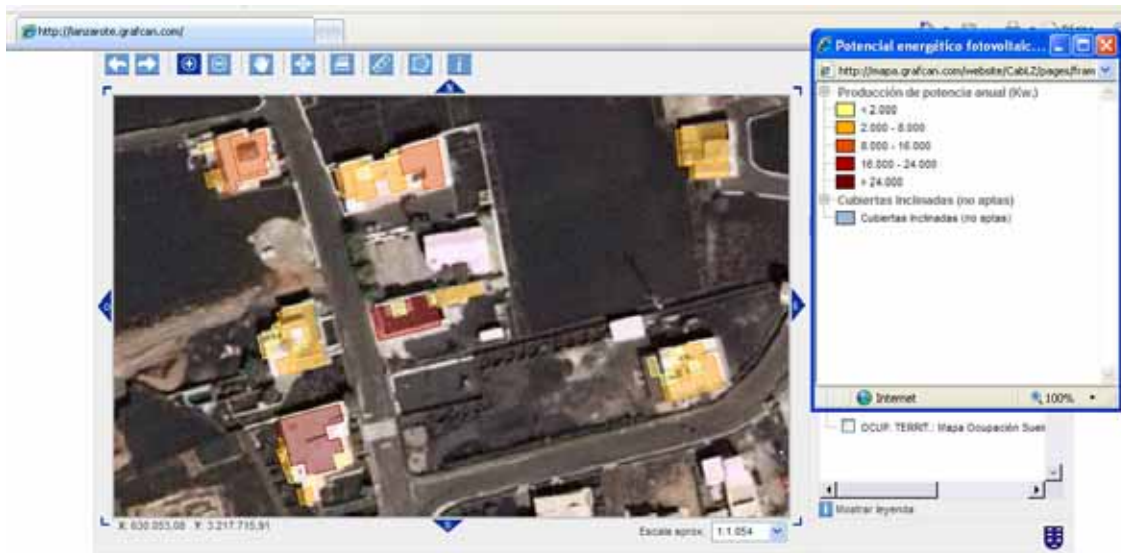 http://lanzarote.grafcan.com/
Potencial energético fotovoltaic...
http://mapa.grafcan.com/website/CabLZ/pages/fram
Producción de potencia anual (Kw.)
< 2.000
2.000 - 8.000
8.000 - 16.000
16.000 - 24.000
> 24.000
Cubiertas Inclinadas (no aptas)
Cubiertas Inclinadas (no aptas)
Internet
100%
OCUP. TERRIT.: Mapa Ocupación Suel
Mostrar leyenda
X: 630.053,08 Y: 3.217.715,91
Escala aprox. 1:1.054
N
O
E
S